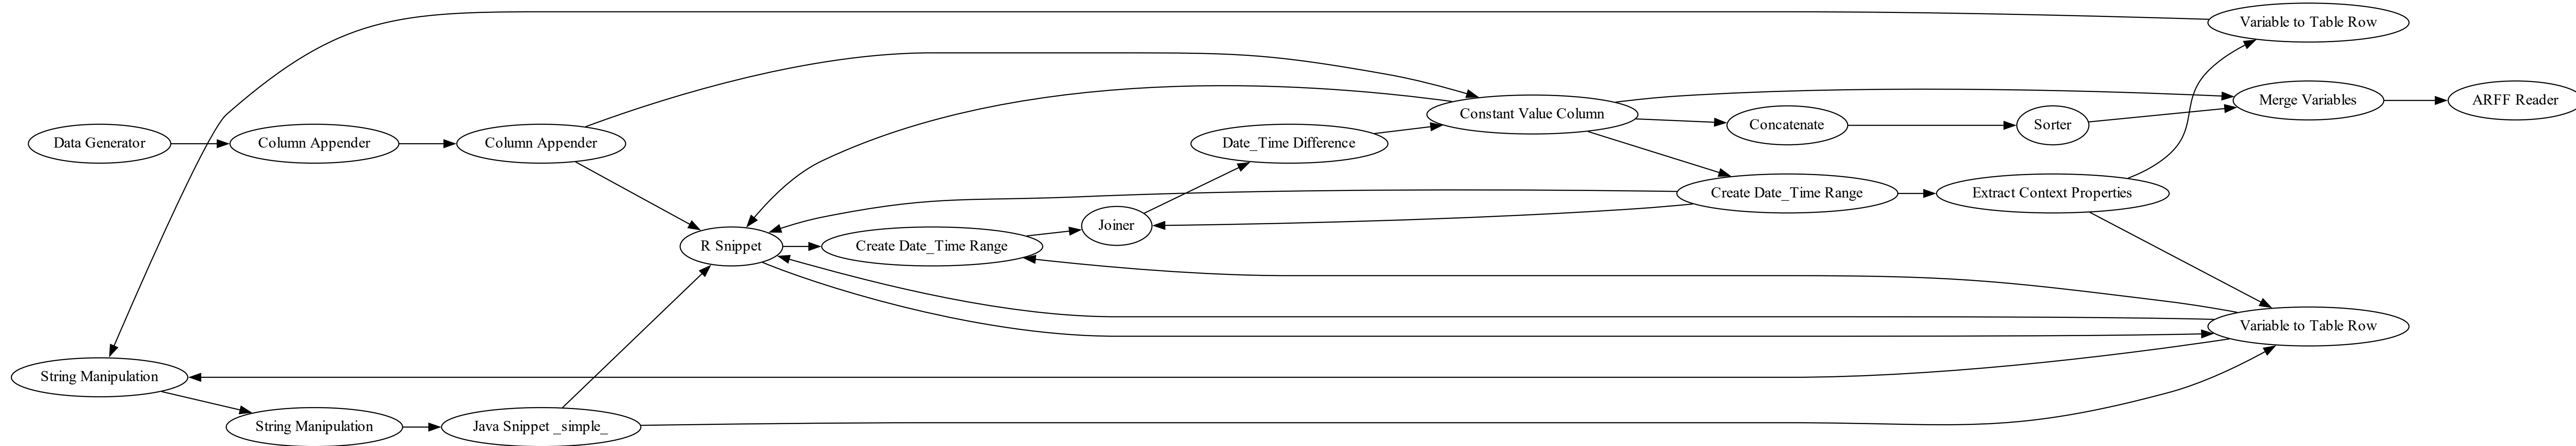 Variable to Table Row
Data Generator
Column Appender
Column Appender
Date_Time Difference
Constant Value Column
Concatenate
Sorter
Merge Variables
ARFF Reader
R Snippet
Create Date_Time Range
Joiner
Create Date_Time Range
Extract Context Properties
Variable to Table Row
String Manipulation
String Manipulation
Java Snippet _simple_